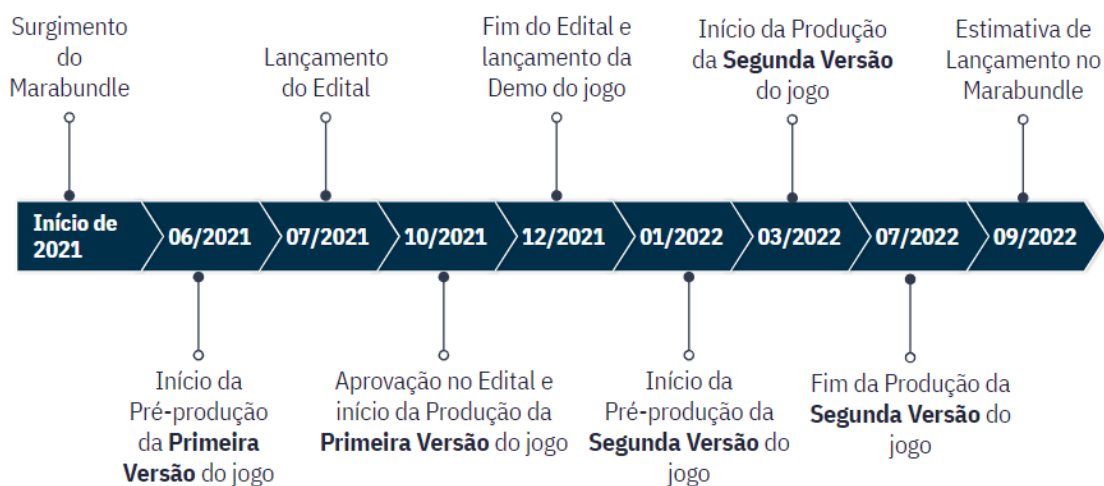 Surgimento
do
Marabundle
Lançamento
do Edital
Fim do Edital e
lançamento da
Demo do jogo
Início da Produção
da Segunda Versão
do jogo
Estimativa de
Lançamento no
Marabundle
Início de
2021
06/2021
07/2021
10/2021
12/2021
01/2022
03/2022
07/2022
09/2022
Início da
Pré-produção
da Primeira
Versão do jogo
Aprovação no Edital e
início da Produção da
Primeira Versão do jogo
Início da
Pré-produção da
Segunda Versão do
jogo
Fim da Produção da
Segunda Versão do
jogo